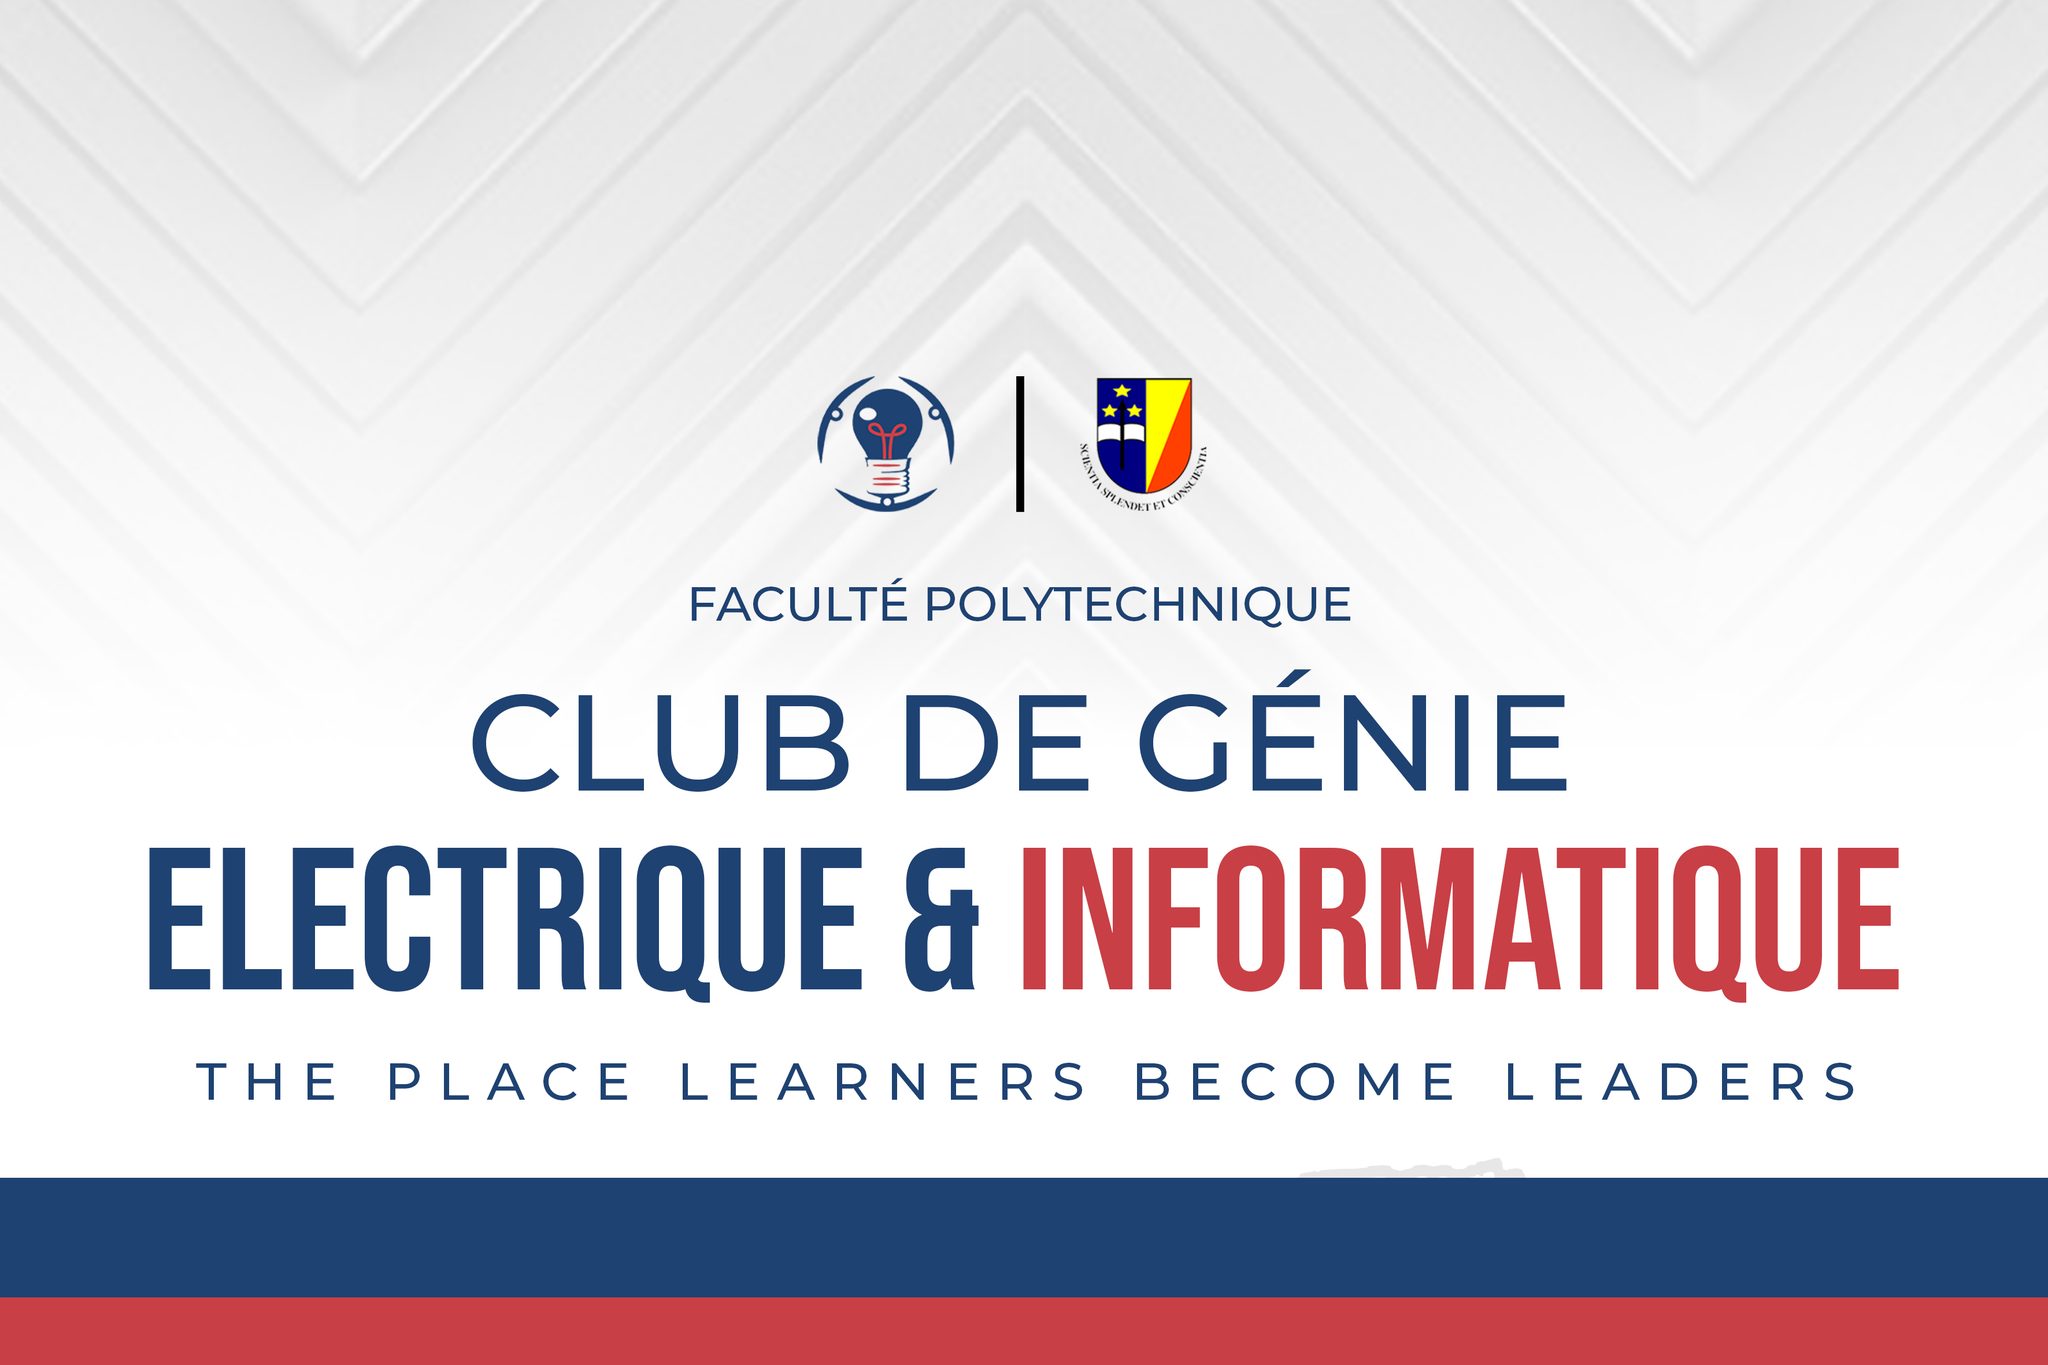 SCIENTIA SPLENDET ET CONSCIENTIA
FACULTÉ POLYTECHNIQUE
CLUB DE GÉNIE
ELECTRIQUE & INFORMATIQUE
THE PLACE LEARNERS BECOME LEADERS